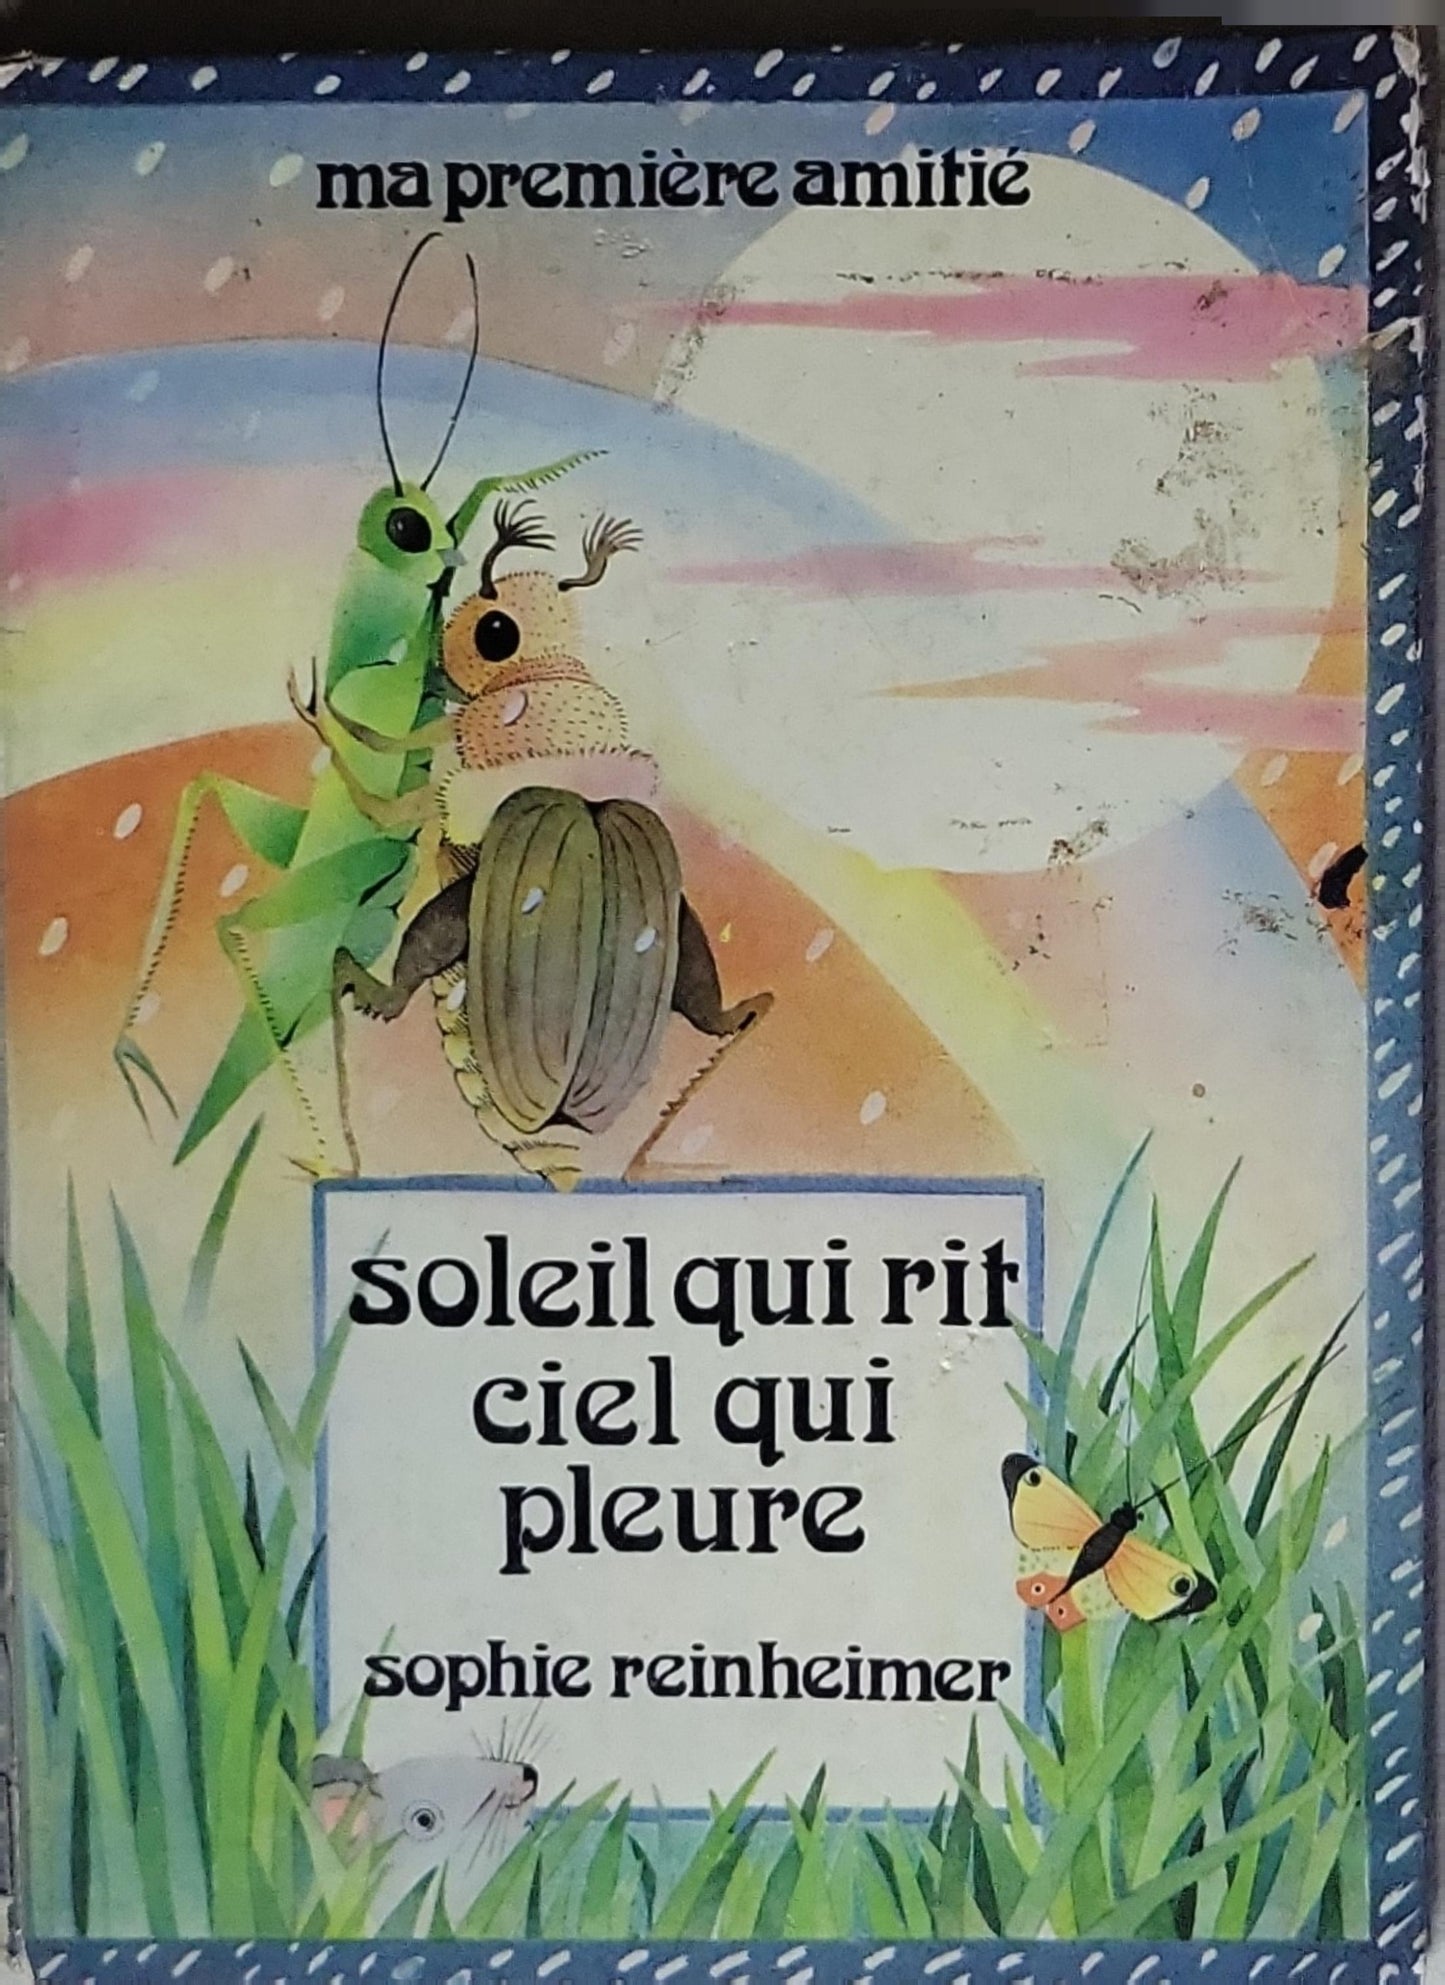 ma première amitié
soleil qui rit
ciel qui
pleure
sophie reinheimer